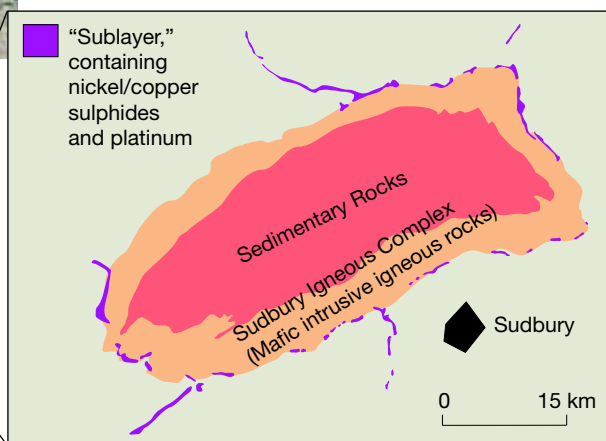 “Sublayer,”
containing
nickel/copper
sulphides
and platinum
Sedimentary Rocks
Sudbury Igneous Complex
(Mafic intrusive igneous rocks)
Sudbury
0 15 km